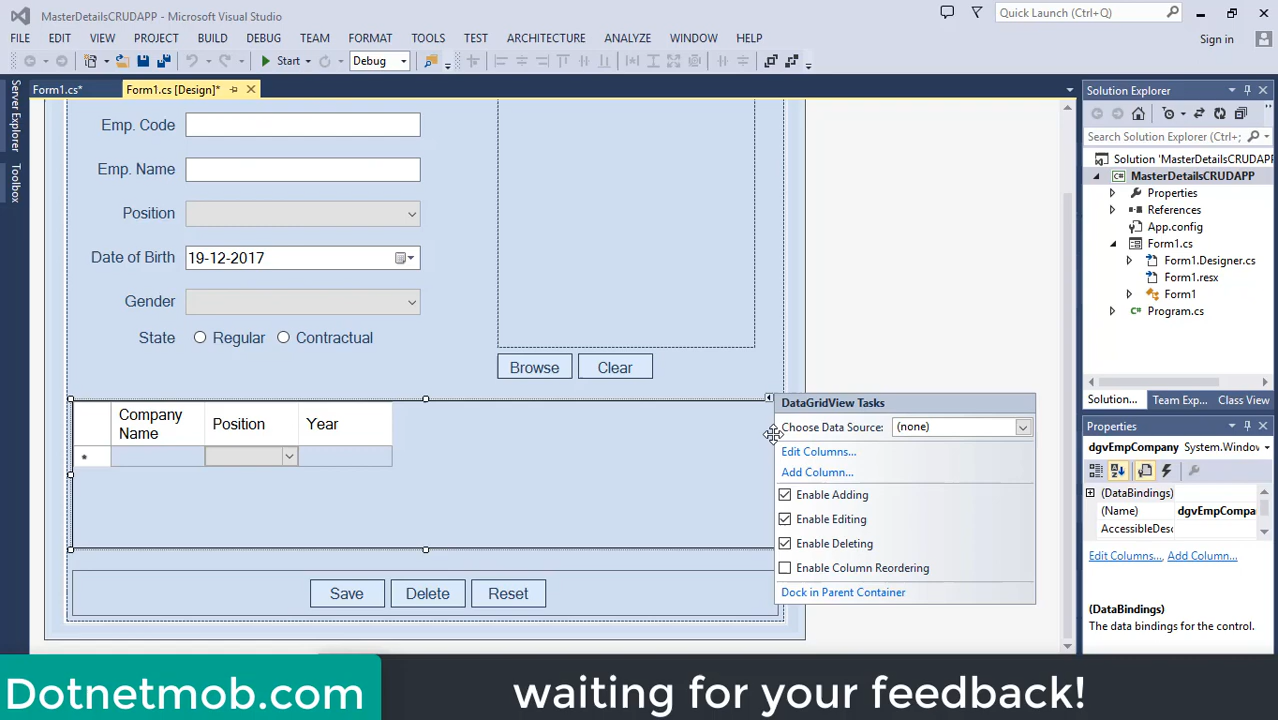 MasterDetailsCRUDAPP - Microsoft Visual Studio
Quick Launch (Ctrl+Q)
FILE EDIT VIEW PROJECT BUILD DEBUG TEAM FORMAT TOOLS TEST ARCHITECTURE ANALYZE WINDOW HELP
Sign in
Start Debug
Server Explorer
Toolbox
Form1.cs* Form1.cs [Design]*
Emp. Code
Emp. Name
Position
Date of Birth 19-12-2017
Gender
State Regular Contractual
Browse Clear
Company Name Position Year
Save Delete Reset
DataGridView Tasks
Choose Data Source: (none)
Edit Columns...
Add Column...
Enable Adding
Enable Editing
Enable Deleting
Enable Column Reordering
Dock in Parent Container
Solution Explorer
Search Solution Explorer (Ctrl+;
Solution 'MasterDetailsCRUDAPP
MasterDetailsCRUDAPP
Properties
References
App.config
Form1.cs
Form1.Designer.cs
Form1.resx
Form1
Program.cs
Solution... Team Exp... Class View
Properties
dgvEmpCompany System.Window
(DataBindings)
(Name) dgvEmpCompa
AccessibleDesc
Edit Columns..., Add Column...
(DataBindings)
The data bindings for the control.
Dotnetmob.com
waiting for your feedback!